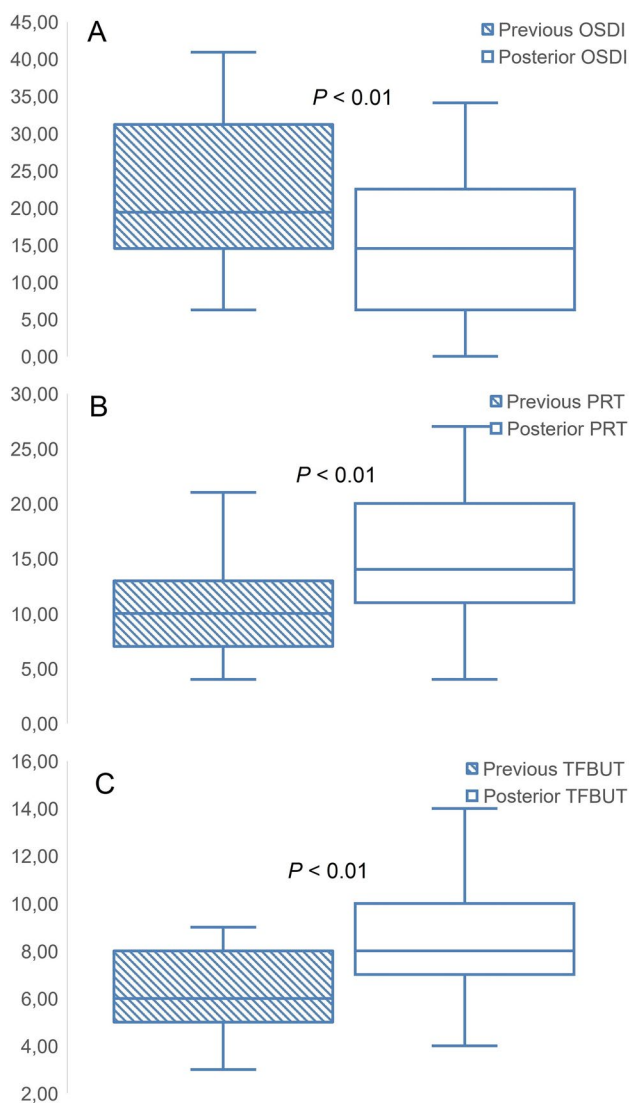 A
Previous OSDI
Posterior OSDI
P < 0.01
45,00
40,00
35,00
30,00
25,00
20,00
15,00
10,00
5,00
0,00
B
Previous PRT
Posterior PRT
P < 0.01
30,00
25,00
20,00
15,00
10,00
5,00
0,00
C
Previous TFBUT
Posterior TFBUT
P < 0.01
16,00
14,00
12,00
10,00
8,00
6,00
4,00
2,00